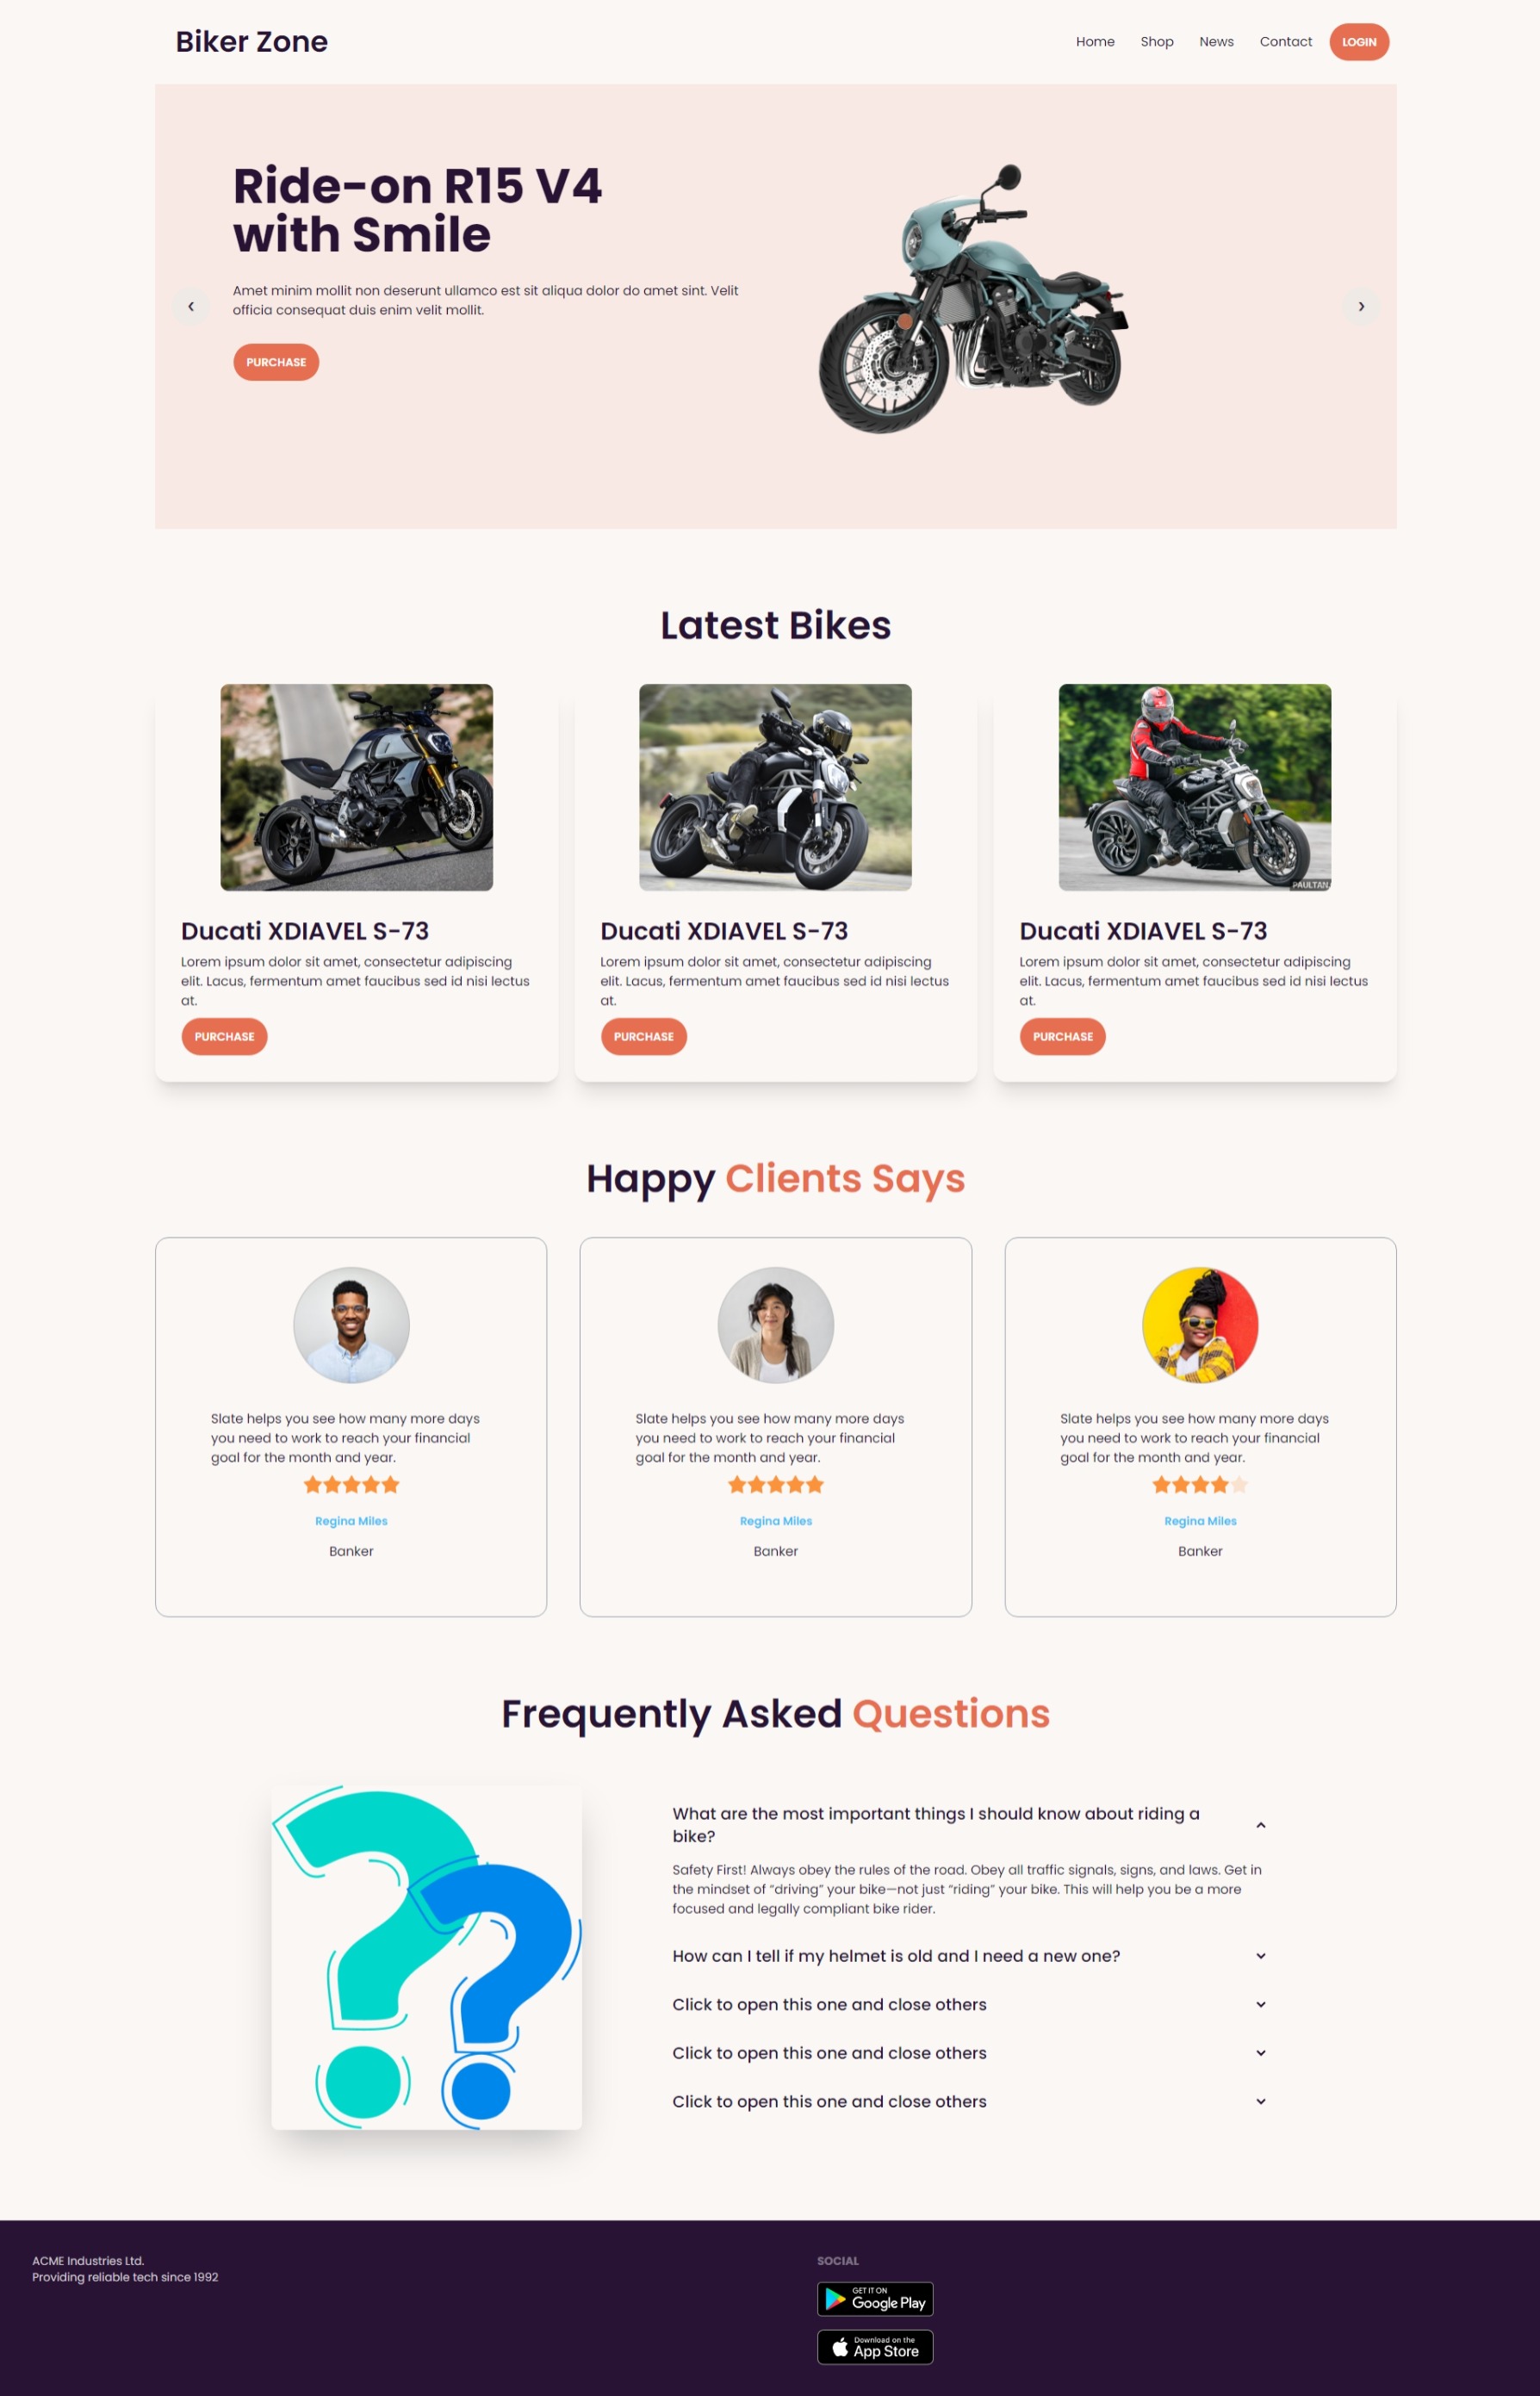 Biker Zone
Home
Shop
News
Contact
LOGIN
Ride-on R15 V4
with Smile
Amet minim mollit non deserunt ullamco est sit aliqua dolor do amet sint. Velit
officia consequat duis enim velit mollit.
PURCHASE
Latest Bikes
PAULTAN
Ducati XDIAVEL S-73
Lorem ipsum dolor sit amet, consectetur adipiscing
elit. Lacus, fermentum amet faucibus sed id nisi lectus
at.
PURCHASE
Ducati XDIAVEL S-73
Lorem ipsum dolor sit amet, consectetur adipiscing
elit. Lacus, fermentum amet faucibus sed id nisi lectus
at.
PURCHASE
Ducati XDIAVEL S-73
Lorem ipsum dolor sit amet, consectetur adipiscing
elit. Lacus, fermentum amet faucibus sed id nisi lectus
at.
PURCHASE
Happy Clients Says
Slate helps you see how many more days
you need to work to reach your financial
goal for the month and year.
Regina Miles
Banker
Slate helps you see how many more days
you need to work to reach your financial
goal for the month and year.
Regina Miles
Banker
Slate helps you see how many more days
you need to work to reach your financial
goal for the month and year.
Regina Miles
Banker
Frequently Asked Questions
What are the most important things I should know about riding a
bike?
Safety First! Always obey the rules of the road. Obey all traffic signals, signs, and laws. Get in
the mindset of “driving” your bike—not just “riding” your bike. This will help you be a more
focused and legally compliant bike rider.
How can I tell if my helmet is old and I need a new one?
Click to open this one and close others
Click to open this one and close others
Click to open this one and close others
ACME Industries Ltd.
Providing reliable tech since 1992
SOCIAL
GET IT ON
Google Play
Download on the
App Store